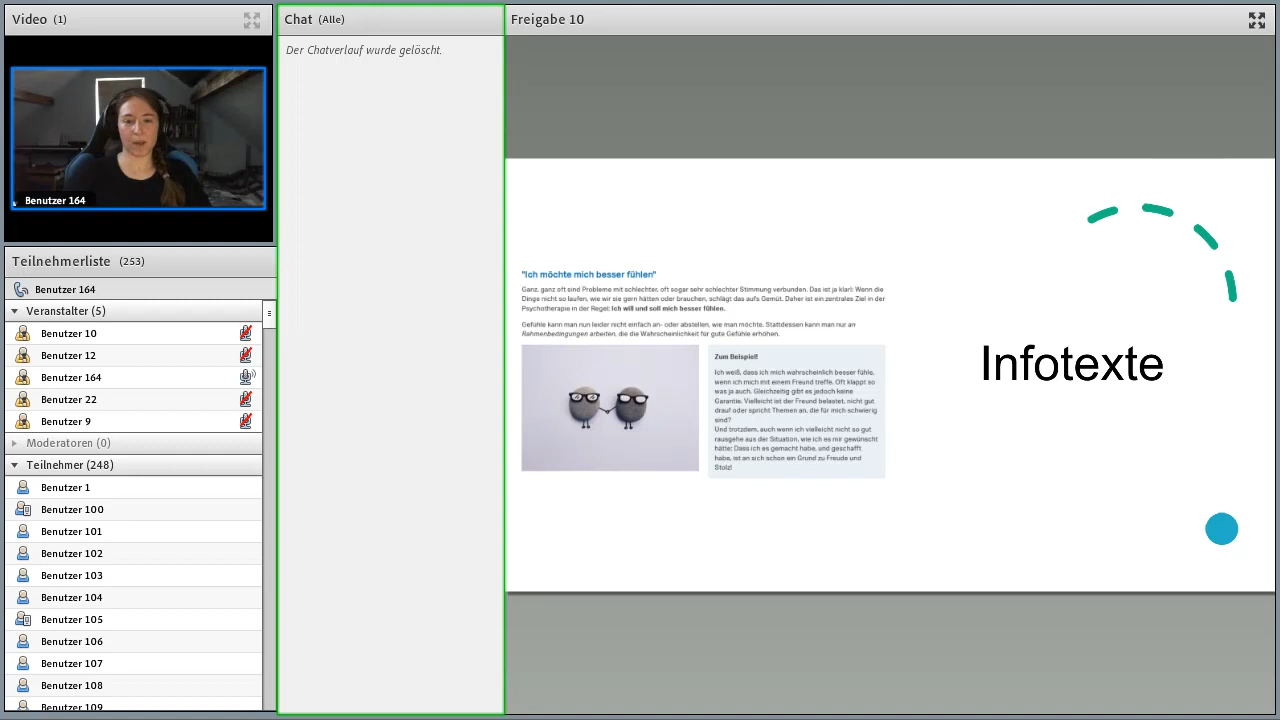 Video (1)
Benutzer 164
Teilnehmerliste (253)
Benutzer 164
Veranstalter (5)
Benutzer 10
Benutzer 12
Benutzer 164
Benutzer 22
Benutzer 9
Moderatoren (0)
Teilnehmer (248)
Benutzer 1
Benutzer 100
Benutzer 101
Benutzer 102
Benutzer 103
Benutzer 104
Benutzer 105
Benutzer 106
Benutzer 107
Benutzer 108
Benutzer 109
Chat (Alle)
Der Chatverlauf wurde gelöscht.
Freigabe 10
"Ich möchte mich besser fühlen"
Ganz, ganz oft sind Probleme mit schlechter, oft sogar sehr schlechter Stimmung verbunden. Das ist ja klar: Wenn die
Dinge nicht so laufen, wie wir sie gern hätten oder brauchen, schlägt das aufs Gemüt. Daher ist ein zentrales Ziel in der
Psychotherapie in der Regel: Ich will und soll mich besser fühlen.
Gefühle kann man nun leider nicht einfach an- oder abstellen, wie man möchte. Stattdessen kann man nur an
Rahmenbedingungen arbeiten, die die Wahrscheinlichkeit für gute Gefühle erhöhen.
Zum Beispiel!
Ich weiß, dass ich mich wahrscheinlich besser fühle,
wenn ich mich mit einem Freund treffe. Oft klappt so
was ja auch. Gleichzeitig gibt es jedoch keine
Garantie. Vielleicht ist der Freund belastet, nicht gut
drauf oder spricht Themen an, die für mich schwierig
sind?
Und trotzdem, auch wenn ich vielleicht nicht so gut
rausgehe aus der Situation, wie ich es mir gewünscht
hätte: Dass ich es gemacht habe, und geschafft
habe, ist an sich schon ein Grund zu Freude und
Stolz!
Infotexte